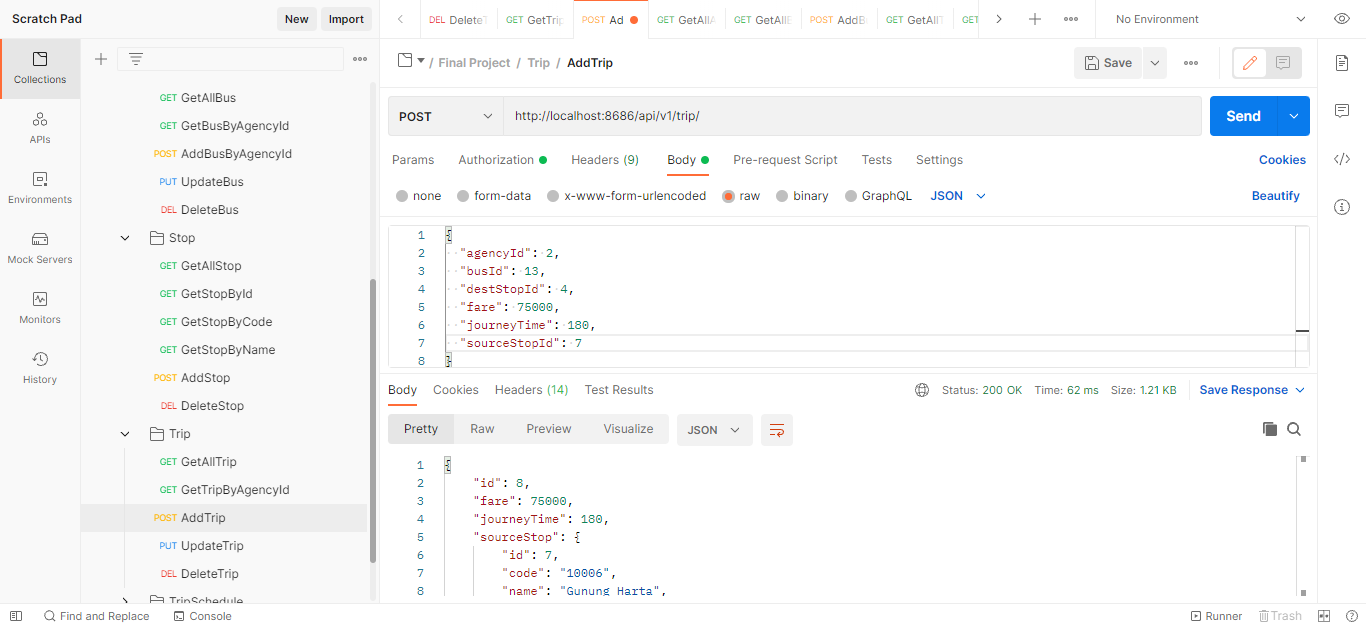 Scratch Pad New Import DEL Delete GET GetTrip POST Ad GET GetAllA GET GetAllE POST AddB GET GetAllT GET No Environment
Collections
APIs
Environments
Mock Servers
Monitors
History
GET GetAllBus
GET GetBusByAgencyId
POST AddBusByAgencyId
PUT UpdateBus
DEL DeleteBus
Stop
GET GetAllStop
GET GetStopById
GET GetStopByCode
GET GetStopByName
POST AddStop
DEL DeleteStop
Trip
GET GetAllTrip
GET GetTripByAgencyId
POST AddTrip
PUT UpdateTrip
DEL DeleteTrip
TripSchedule
/ Final Project / Trip / AddTrip Save
POST http://localhost:8686/api/v1/trip/ Send
Params Authorization Headers (9) Body Pre-request Script Tests Settings Cookies
none form-data x-www-form-urlencoded raw binary GraphQL JSON Beautify
1 {
2 "agencyId": 2,
3 "busId": 13,
4 "destStopId": 4,
5 "fare": 75000,
6 "journeyTime": 180,
7 "sourceStopId": 7
8 }
Body Cookies Headers (14) Test Results Status: 200 OK Time: 62 ms Size: 1.21 KB Save Response
Pretty Raw Preview Visualize JSON
1 {
2 "id": 8,
3 "fare": 75000,
4 "journeyTime": 180,
5 "sourceStop": {
6 "id": 7,
7 "code": "10006",
8 "name": "Gunung Harta",
Find and Replace Console Runner Trash